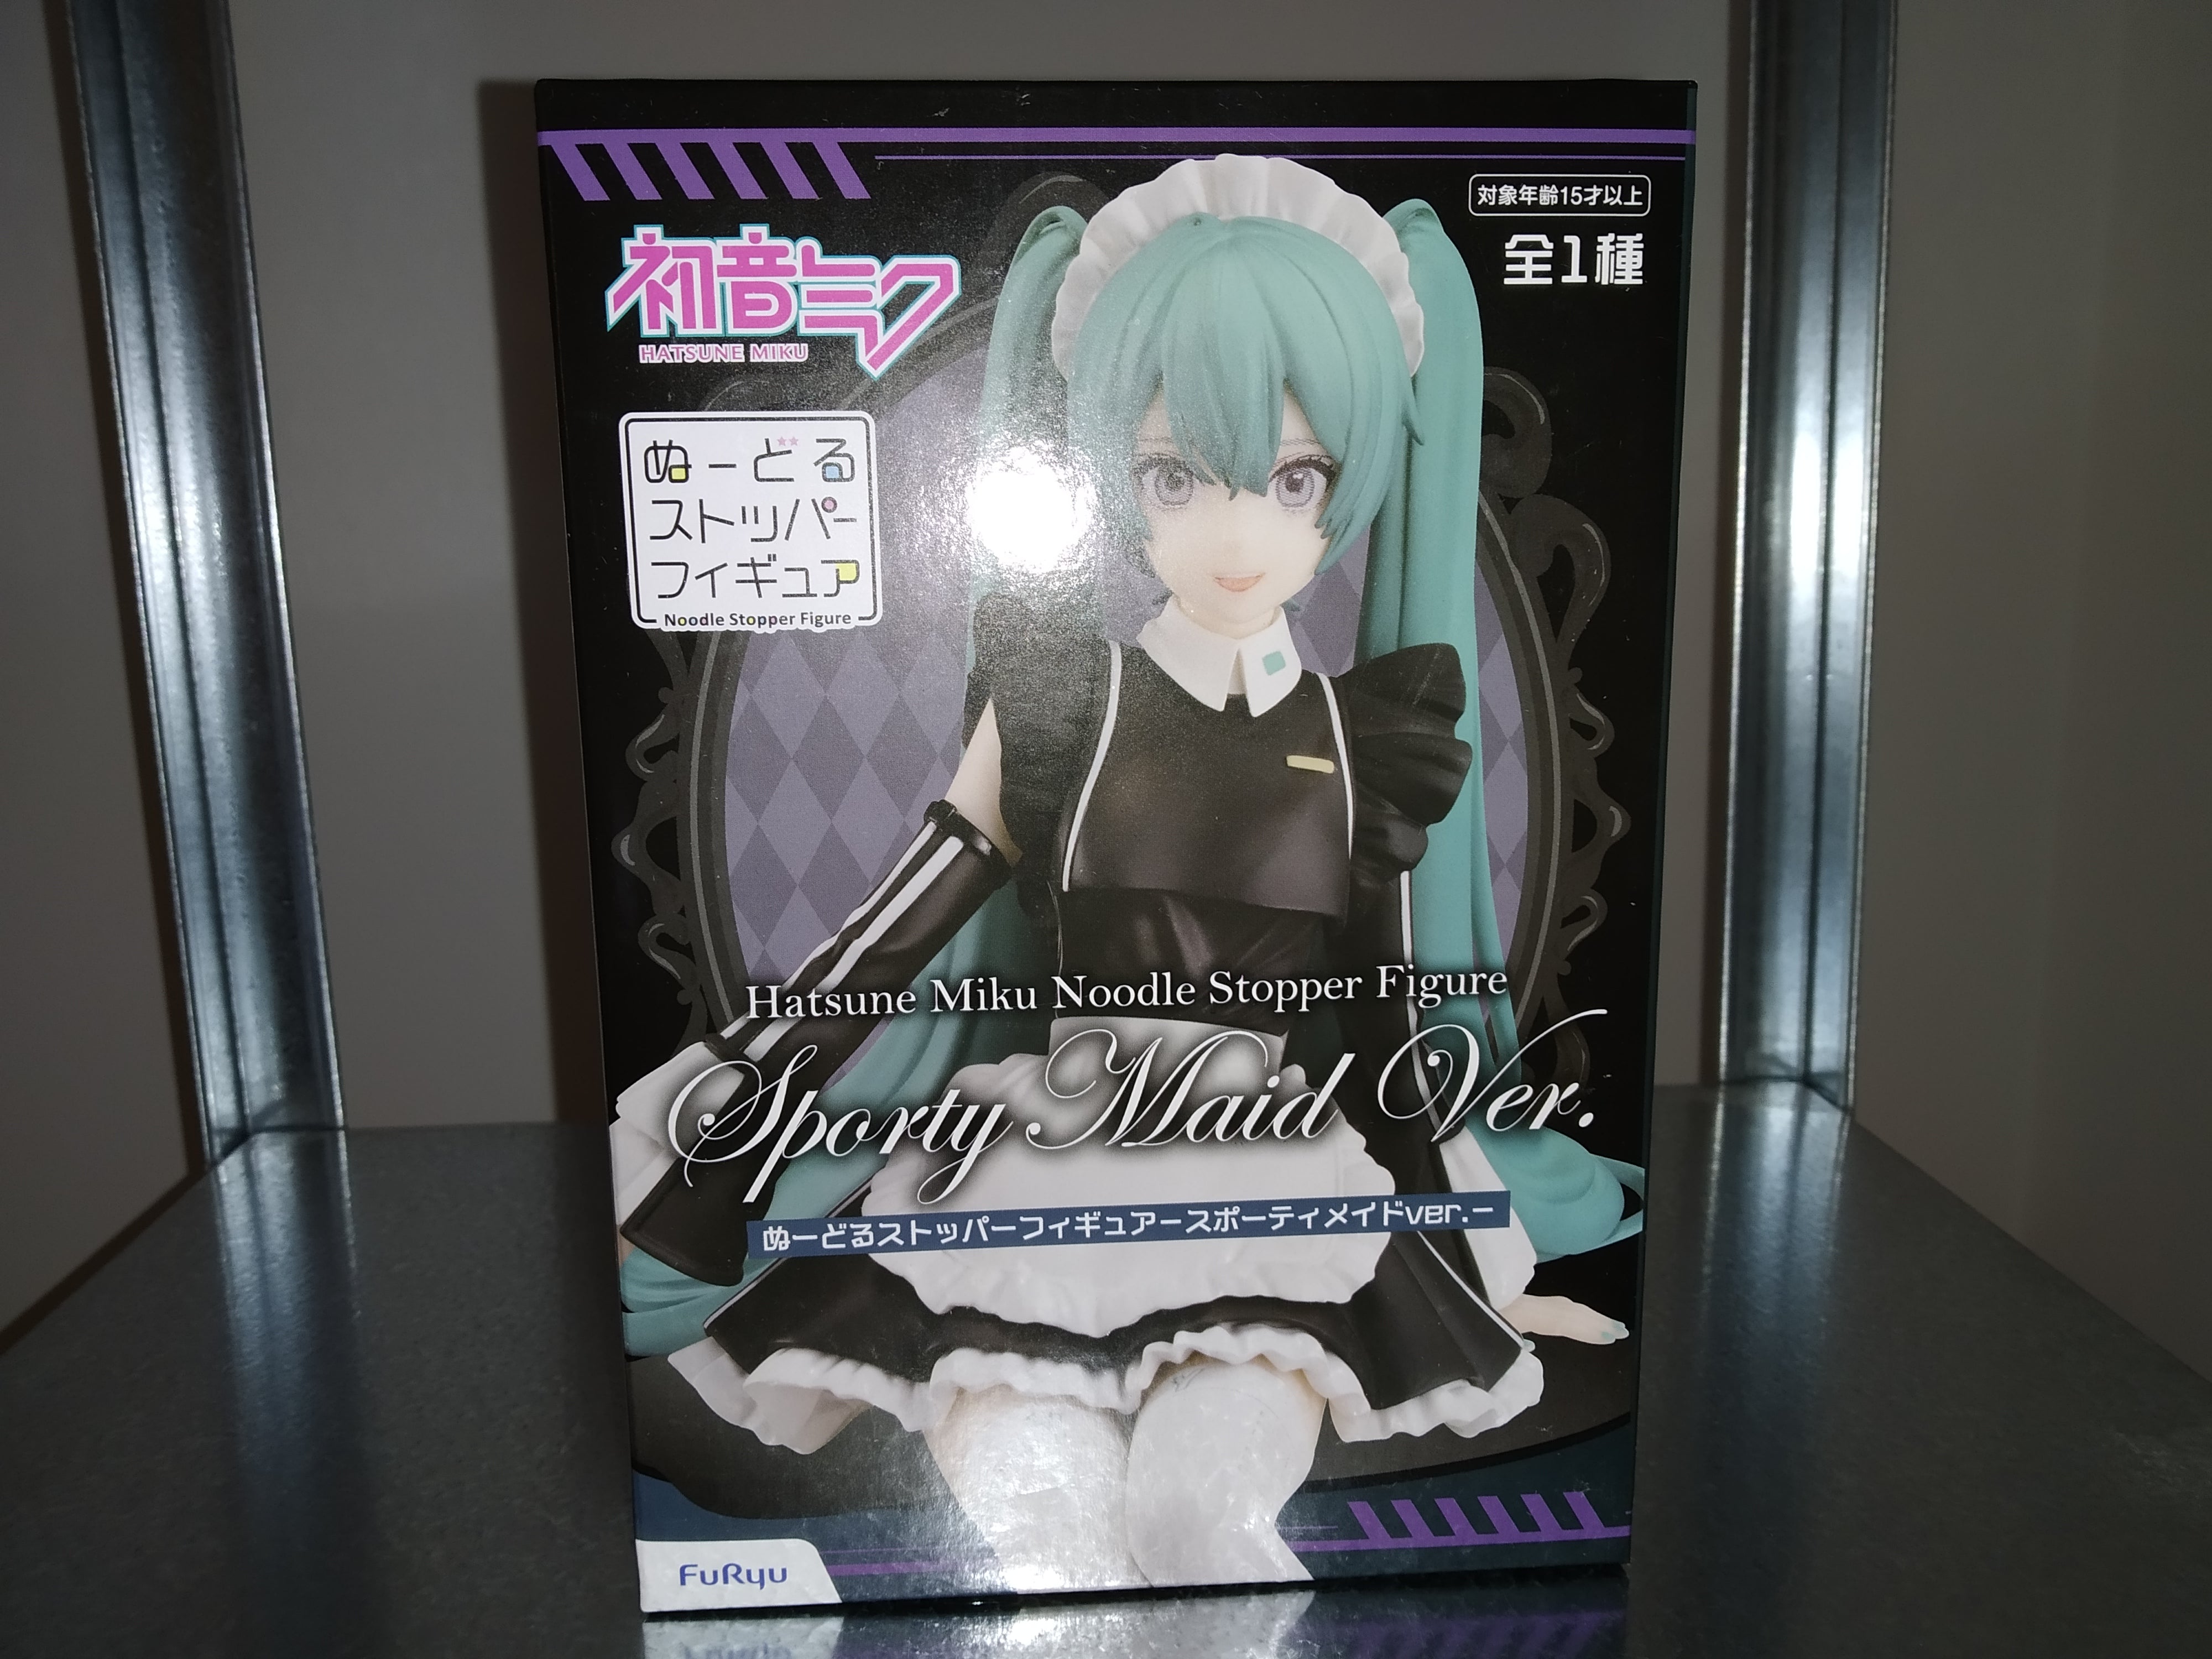 対象年齢15才以上
全1種
初音ミク
HATSUNE MIKU
ぬーどる
ストッパー
フィギュア
Noodle Stopper Figure
Hatsune Miku Noodle Stopper Figure
Sporty Maid Ver.
ぬーどるストッパーフィギュアースポーティメイドver.ー
FuRyu